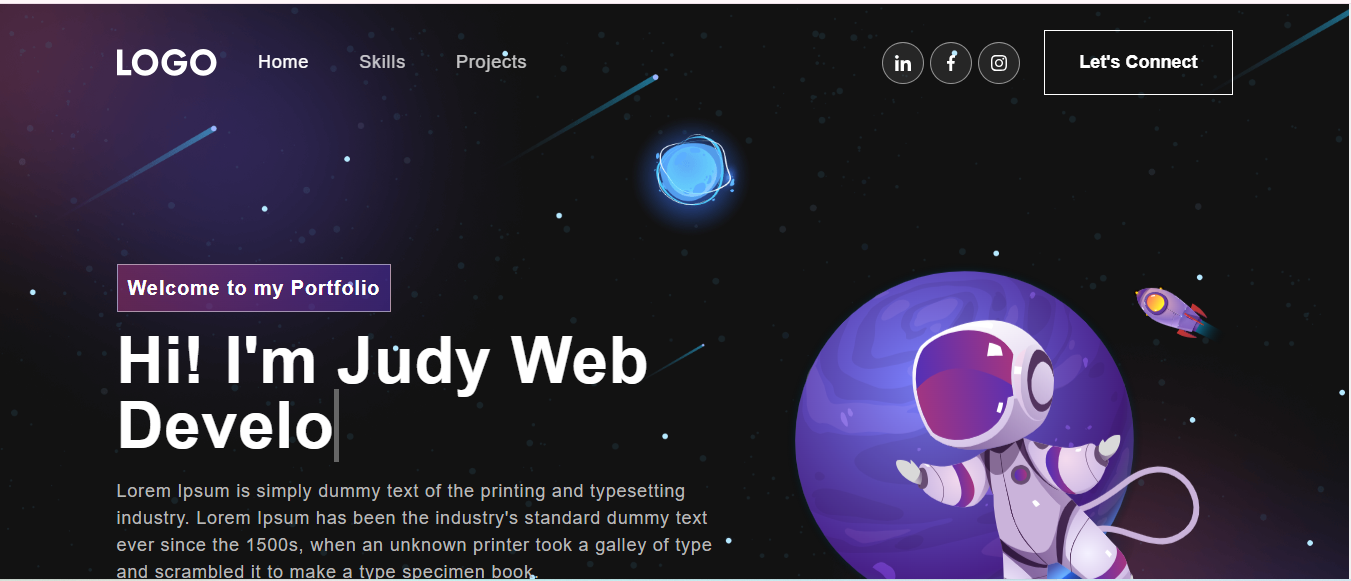 LOGO Home Skills Projects in f Let's Connect
Welcome to my Portfolio
Hi! I'm Judy Web
Develo
Lorem Ipsum is simply dummy text of the printing and typesetting
industry. Lorem Ipsum has been the industry's standard dummy text
ever since the 1500s, when an unknown printer took a galley of type
and scrambled it to make a type specimen book.